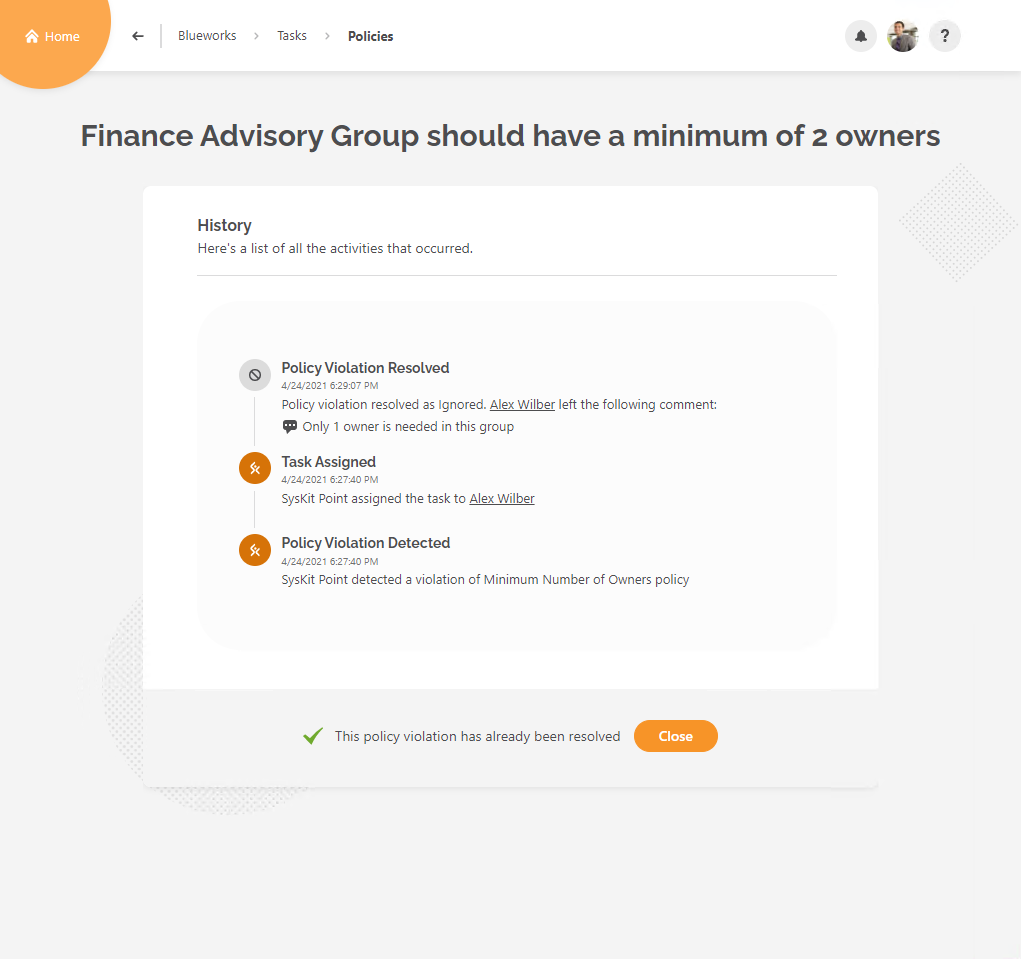 Home
Blueworks > Tasks > Policies
?
Finance Advisory Group should have a minimum of 2 owners
History
Here's a list of all the activities that occurred.
Policy Violation Resolved
4/24/2021 6:29:07 PM
Policy violation resolved as Ignored. Alex Wilber left the following comment:
Only 1 owner is needed in this group
Task Assigned
4/24/2021 6:27:40 PM
SysKit Point assigned the task to Alex Wilber
Policy Violation Detected
4/24/2021 6:27:40 PM
SysKit Point detected a violation of Minimum Number of Owners policy
This policy violation has already been resolved
Close